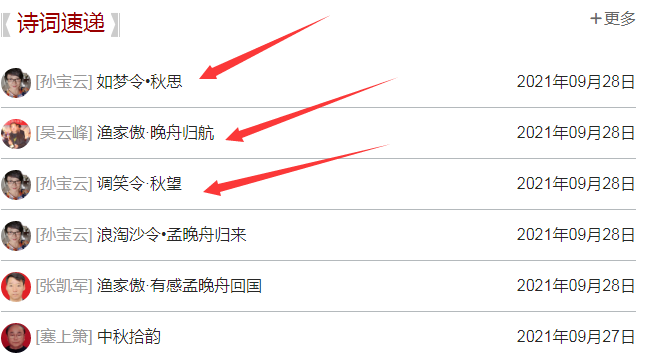 【诗词速递】
+更多
[孙宝云] 如梦令•秋思 2021年09月28日
[吴云峰] 渔家傲·晚舟归航 2021年09月28日
[孙宝云] 调笑令·秋望 2021年09月28日
[孙宝云] 浪淘沙令•孟晚舟归来 2021年09月28日
[张凯军] 渔家傲·有感孟晚舟回国 2021年09月28日
[塞上箫] 中秋拾韵 2021年09月27日